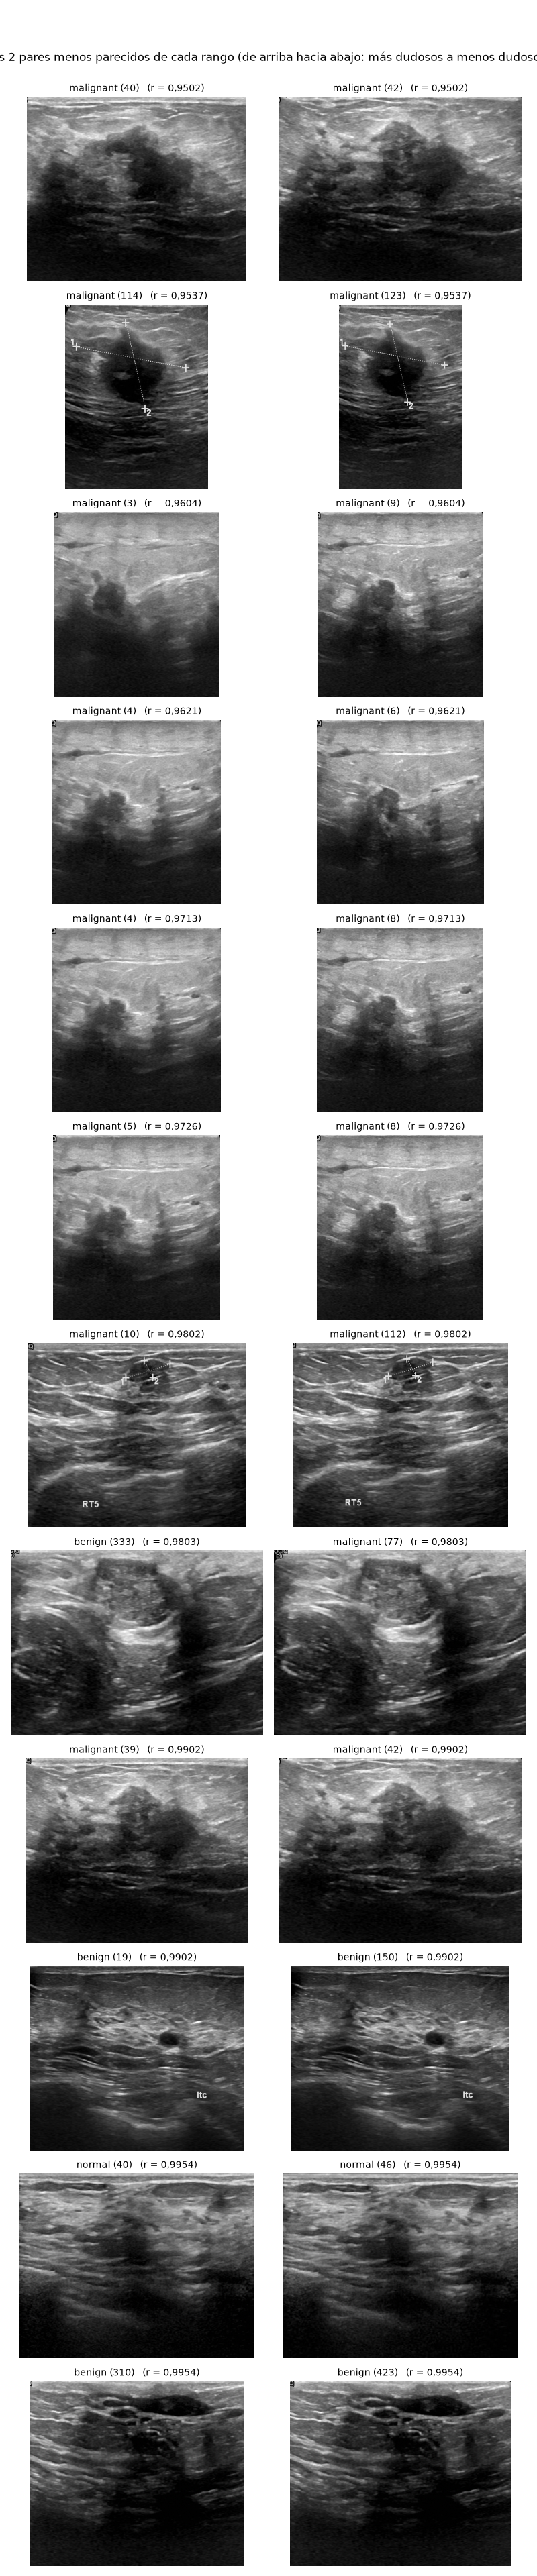 s 2 pares menos parecidos de cada rango (de arriba hacia abajo: más dudosos a menos dudoso
malignant (40) (r = 0,9502) malignant (42) (r = 0,9502)
malignant (114) (r = 0,9537) malignant (123) (r = 0,9537)
1 2 1 2
malignant (3) (r = 0,9604) malignant (9) (r = 0,9604)
malignant (4) (r = 0,9621) malignant (6) (r = 0,9621)
malignant (4) (r = 0,9713) malignant (8) (r = 0,9713)
malignant (5) (r = 0,9726) malignant (8) (r = 0,9726)
malignant (10) (r = 0,9802) malignant (112) (r = 0,9802)
2 2
RT5 RT5
benign (333) (r = 0,9803) malignant (77) (r = 0,9803)
malignant (39) (r = 0,9902) malignant (42) (r = 0,9902)
benign (19) (r = 0,9902) benign (150) (r = 0,9902)
ltc ltc
normal (40) (r = 0,9954) normal (46) (r = 0,9954)
benign (310) (r = 0,9954) benign (423) (r = 0,9954)